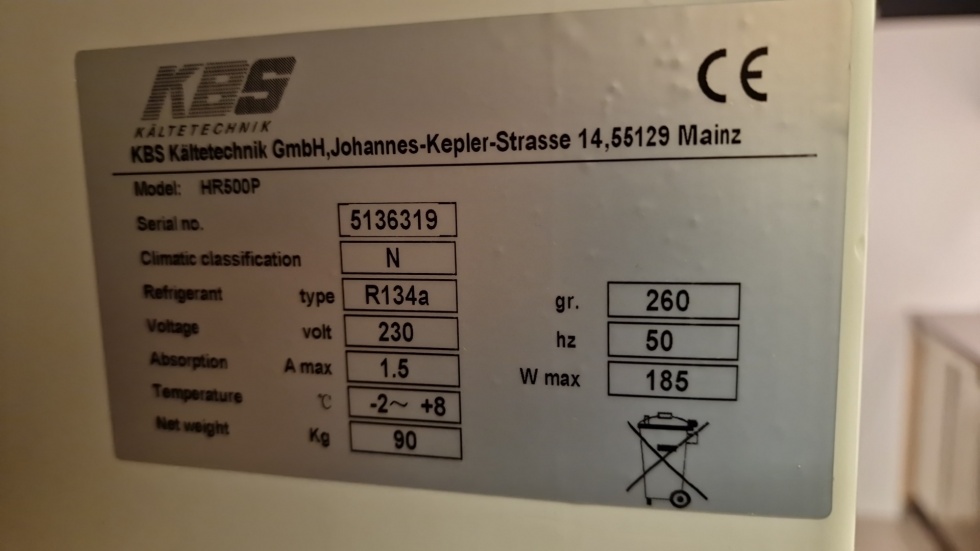 KBS
KÄLTETECHNIK
CE
KBS Kältetechnik GmbH,Johannes-Kepler-Strasse 14,55129 Mainz
Model: HR500P
Serial no. 5136319
Climatic classification N
Refrigerant type R134a gr. 260
Voltage volt 230 hz 50
Absorption A max 1.5 W max 185
Temperature °C -2~ +8
Net weight Kg 90